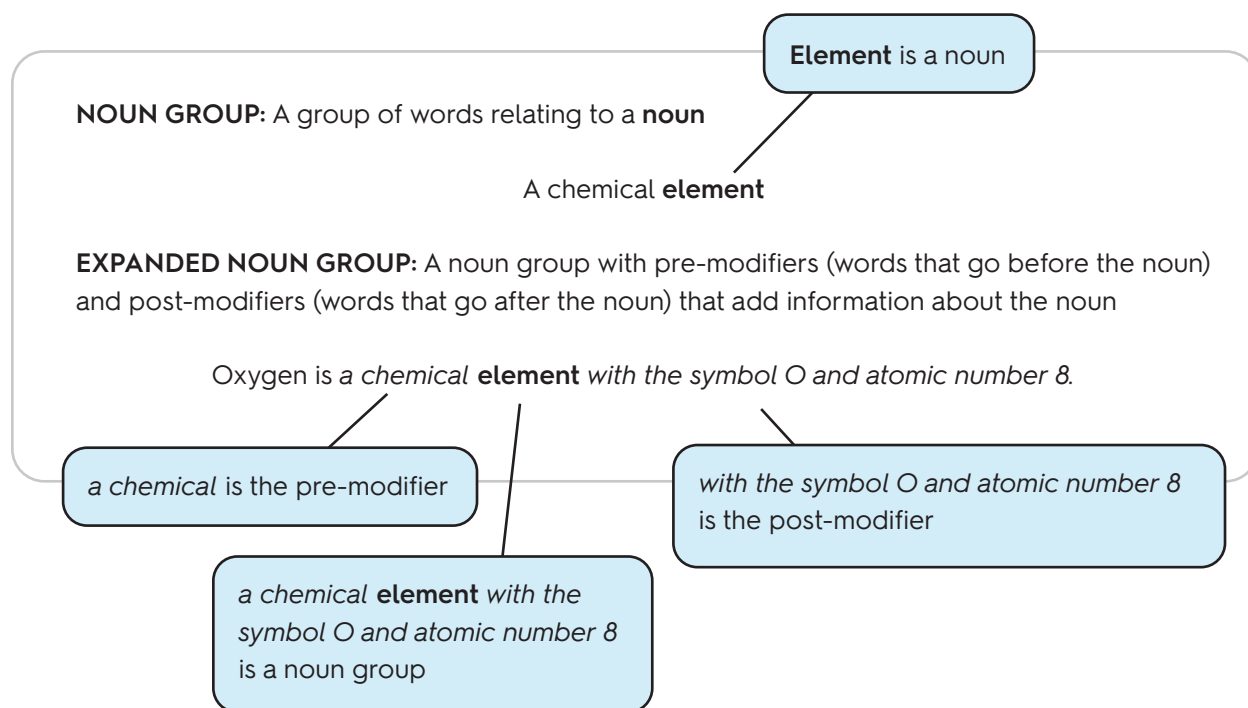 Element is a noun
NOUN GROUP: A group of words relating to a noun
A chemical element
EXPANDED NOUN GROUP: A noun group with pre-modifiers (words that go before the noun)
and post-modifiers (words that go after the noun) that add information about the noun
Oxygen is a chemical element with the symbol O and atomic number 8.
a chemical is the pre-modifier
with the symbol O and atomic number 8
is the post-modifier
a chemical element with the
symbol O and atomic number 8
is a noun group